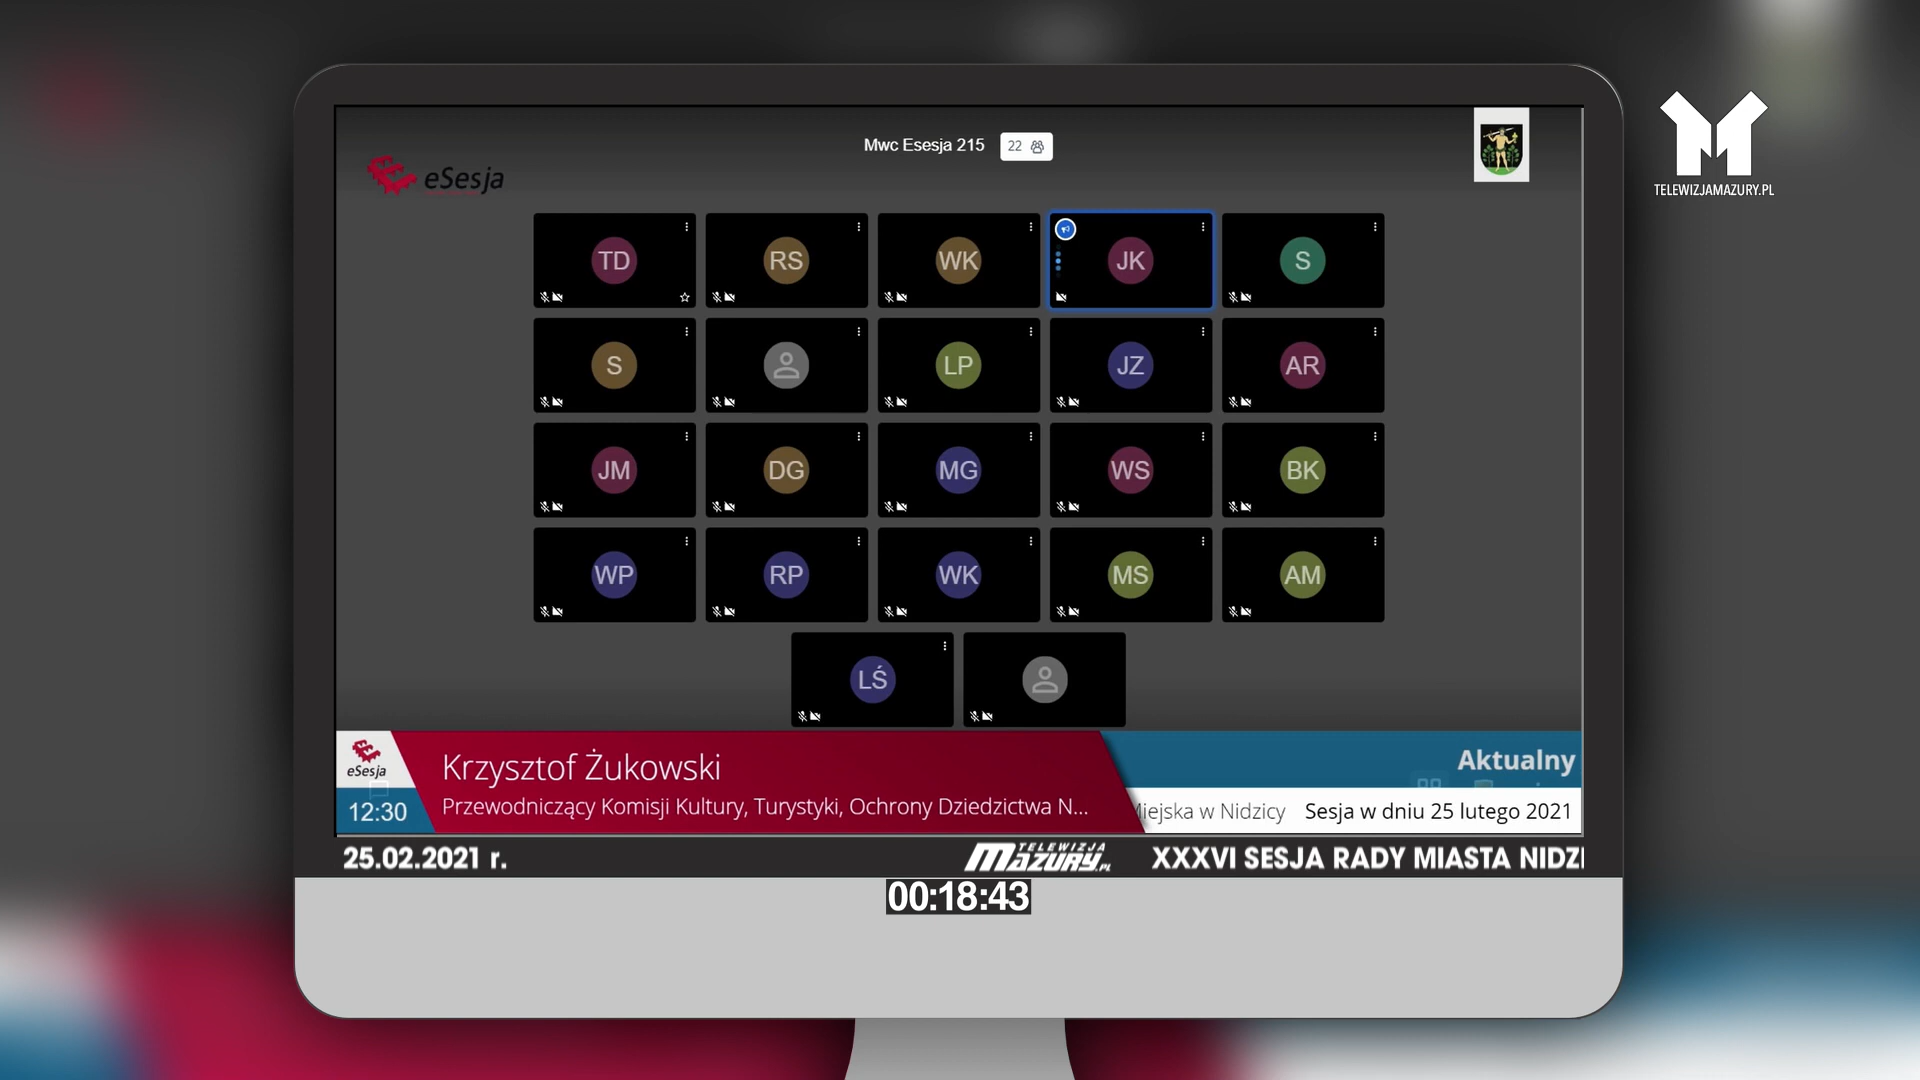 Mwc Esesja 215 22
eSesja
TELEWIZJAMAZURY.PL
TD RS WK JK S
S LP JZ AR
JM DG MG WS BK
WP RP WK MS AM
LŚ
eSesja
12:30
Krzysztof Żukowski
Przewodniczący Komisji Kultury, Turystyki, Ochrony Dziedzictwa N...
Aktualny
Miejska w Nidzicy Sesja w dniu 25 lutego 2021
25.02.2021 r.
TELEWIZJA
MAZURY.PL
XXXVI SESJA RADY MIASTA NIDZI
00:18:43